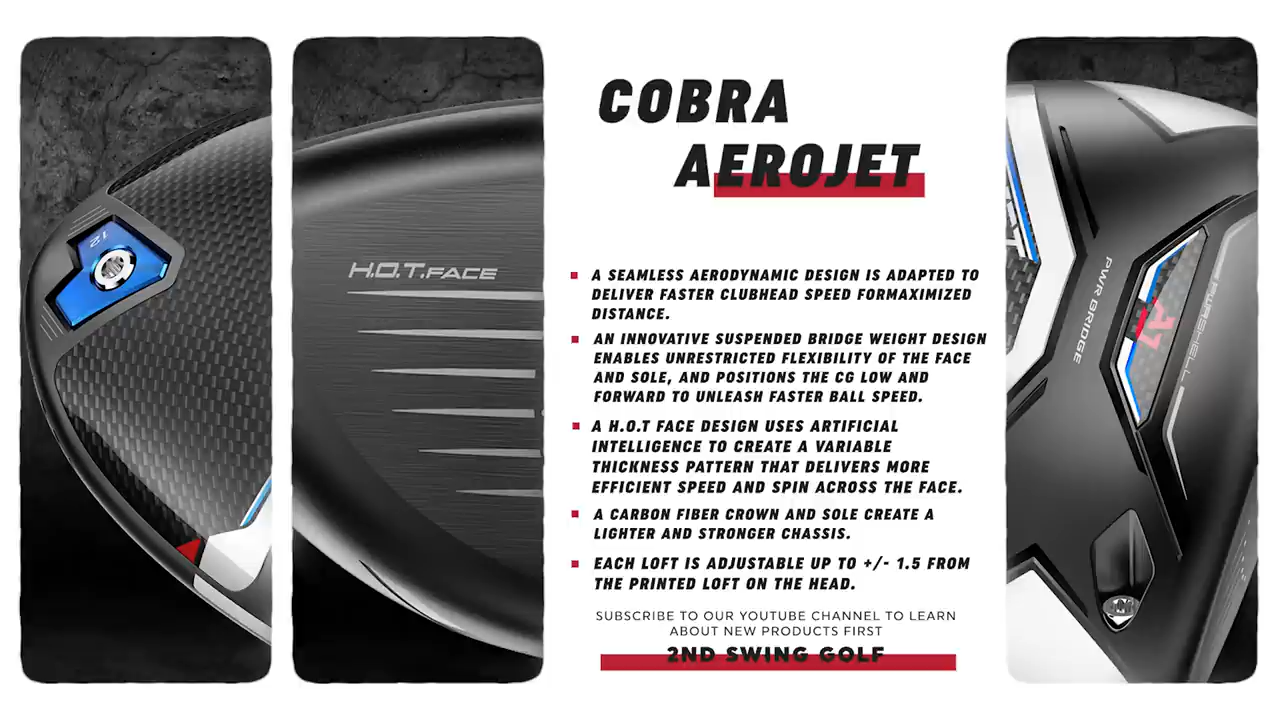 COBRA
AEROJET
A SEAMLESS AERODYNAMIC DESIGN IS ADAPTED TO
DELIVER FASTER CLUBHEAD SPEED FORMAXIMIZED
DISTANCE.
AN INNOVATIVE SUSPENDED BRIDGE WEIGHT DESIGN
ENABLES UNRESTRICTED FLEXIBILITY OF THE FACE
AND SOLE, AND POSITIONS THE CG LOW AND
FORWARD TO UNLEASH FASTER BALL SPEED.
A H.O.T FACE DESIGN USES ARTIFICIAL
INTELLIGENCE TO CREATE A VARIABLE
THICKNESS PATTERN THAT DELIVERS MORE
EFFICIENT SPEED AND SPIN ACROSS THE FACE.
A CARBON FIBER CROWN AND SOLE CREATE A
LIGHTER AND STRONGER CHASSIS.
EACH LOFT IS ADJUSTABLE UP TO +/- 1.5 FROM
THE PRINTED LOFT ON THE HEAD.
SUBSCRIBE TO OUR YOUTUBE CHANNEL TO LEARN
ABOUT NEW PRODUCTS FIRST
2ND SWING GOLF
12
H.O.T.FACE
PWR BRIDGE